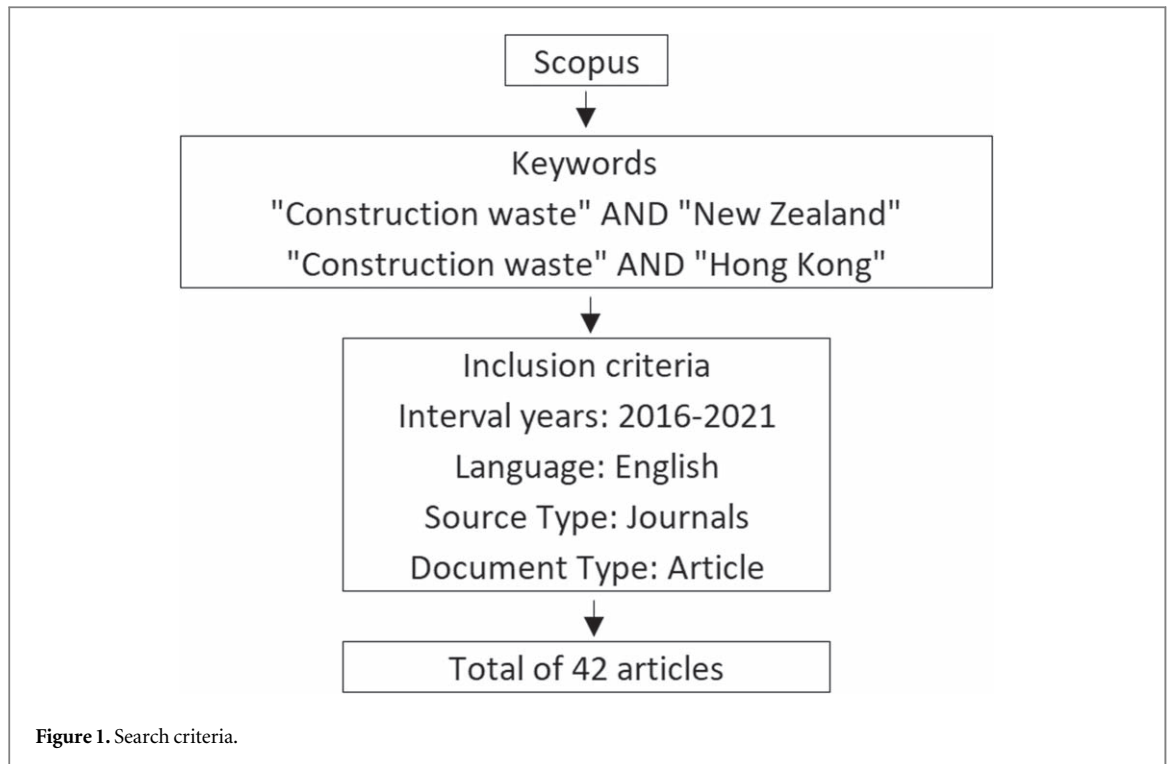 Scopus
Keywords
"Construction waste" AND "New Zealand"
"Construction waste" AND "Hong Kong"
Inclusion criteria
Interval years: 2016-2021
Language: English
Source Type: Journals
Document Type: Article
Total of 42 articles
Figure 1. Search criteria.